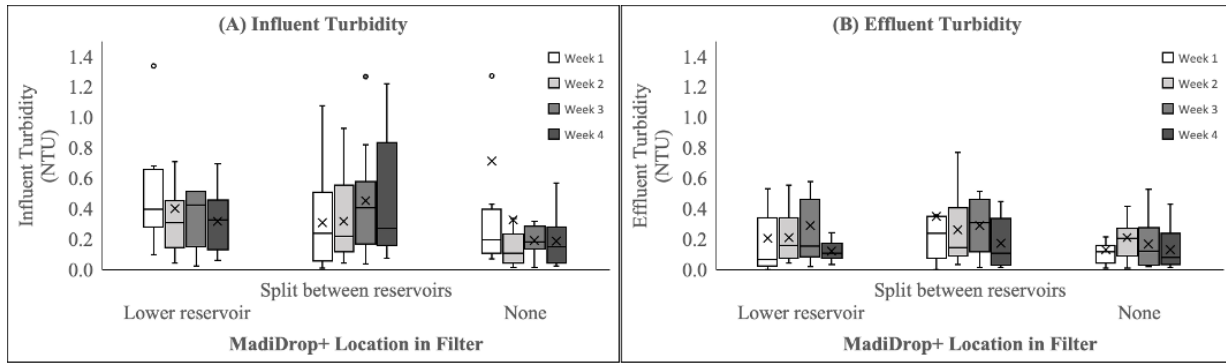 (A) Influent Turbidity
Influent Turbidity
(NTU)
1.4
1.2
1.0
0.8
0.6
0.4
0.2
0.0
Week 1
Week 2
Week 3
Week 4
Split between reservoirs
Lower reservoir
None
MadiDrop+ Location in Filter
(B) Effluent Turbidity
Effluent Turbidity
(NTU)
1.4
1.2
1.0
0.8
0.6
0.4
0.2
0.0
Week 1
Week 2
Week 3
Week 4
Split between reservoirs
Lower reservoir
None
MadiDrop+ Location in Filter